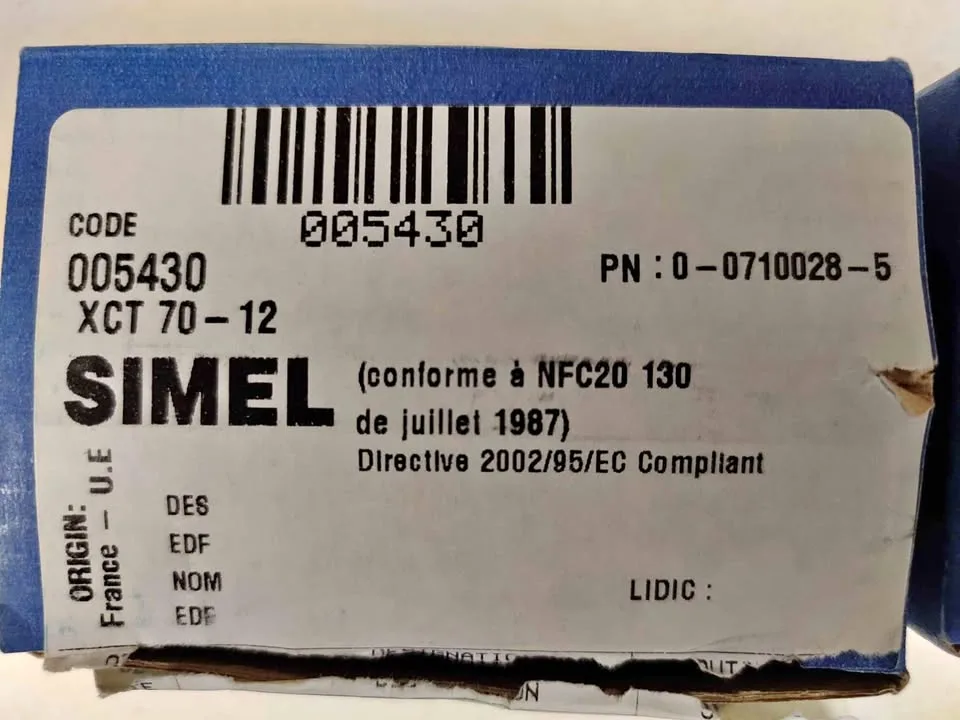 005430
CODE
005430
PN : 0-0710028-5
XCT 70-12
SIMEL
(conforme à NFC20 130
de juillet 1987)
Directive 2002/95/EC Compliant
ORIGIN:
France - U.E
DES
EDF
NOM
EDF
LIDIC :